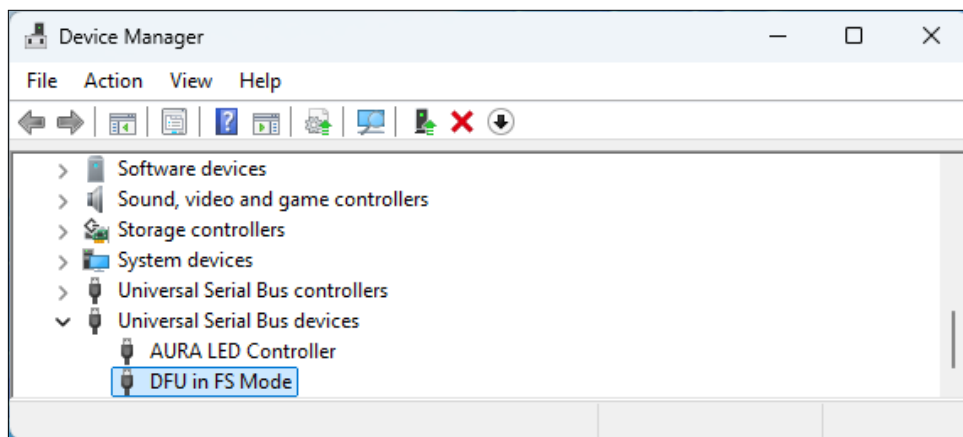 Device Manager
File Action View Help
Software devices
Sound, video and game controllers
Storage controllers
System devices
Universal Serial Bus controllers
Universal Serial Bus devices
AURA LED Controller
DFU in FS Mode